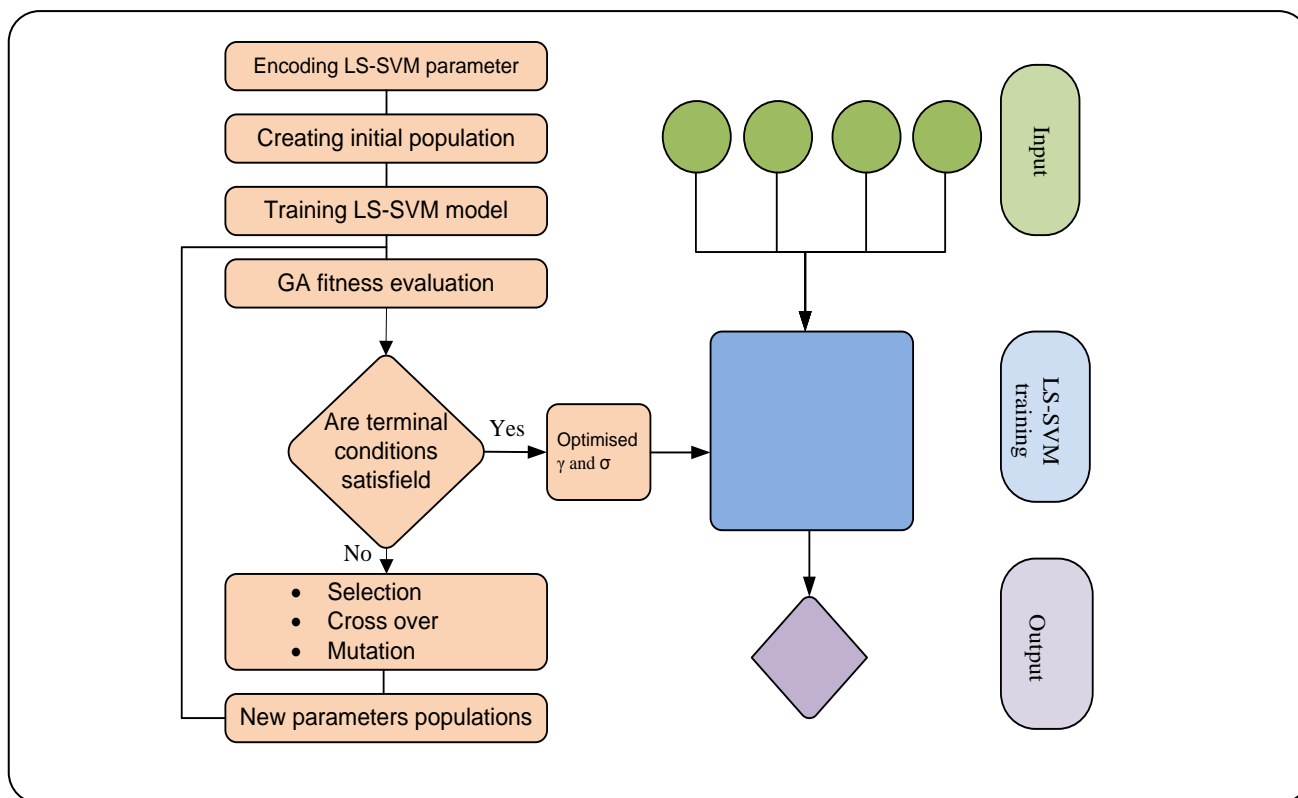 Encoding LS-SVM parameter
Creating initial population
Training LS-SVM model
GA fitness evaluation
Are terminal
conditions
satisfield
Yes
Optimised
γ and σ
No
• Selection
• Cross over
• Mutation
New parameters populations
Input
LS-SVM
training
Output